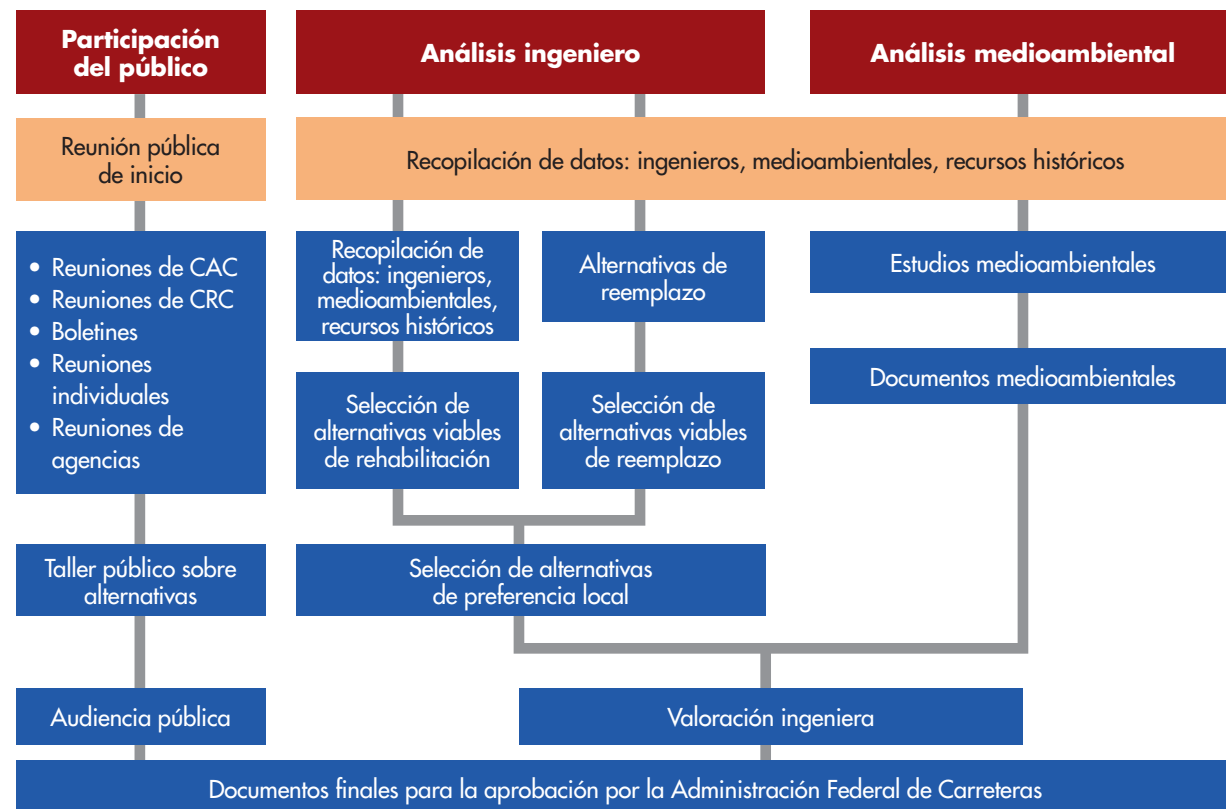 Participación
del público
Análisis ingeniero
Análisis medioambiental
Reunión pública
de inicio
Recopilación de datos: ingenieros, medioambientales, recursos históricos
• Reuniones de CAC
• Reuniones de CRC
• Boletines
• Reuniones
individuales
• Reuniones de
agencias
Recopilación de
datos: ingenieros,
medioambientales,
recursos históricos
Alternativas de
reemplazo
Estudios medioambientales
Documentos medioambientales
Selección de
alternativas viables
de rehabilitación
Selección de
alternativas viables
de reemplazo
Taller público sobre
alternativas
Selección de alternativas
de preferencia local
Audiencia pública
Valoración ingeniera
Documentos finales para la aprobación por la Administración Federal de Carreteras